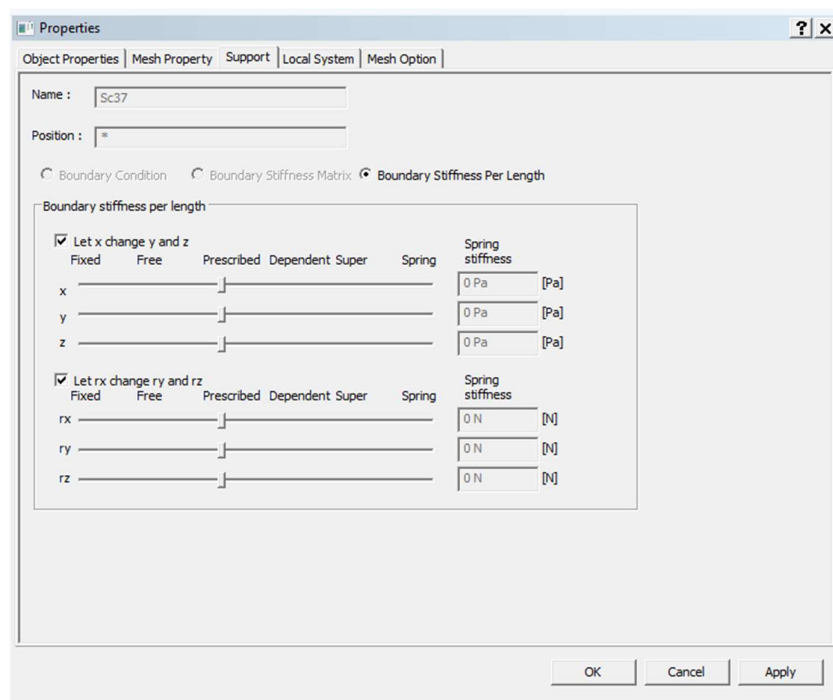 Properties
? x
Object Properties Mesh Property Support Local System Mesh Option
Name : Sc37
Position : *
Boundary Condition Boundary Stiffness Matrix Boundary Stiffness Per Length
Boundary stiffness per length
Let x change y and z
Spring
stiffness
Fixed Free Prescribed Dependent Super Spring
x 0 Pa [Pa]
y 0 Pa [Pa]
z 0 Pa [Pa]
Let rx change ry and rz
Spring
stiffness
Fixed Free Prescribed Dependent Super Spring
rx 0 N [N]
ry 0 N [N]
rz 0 N [N]
OK Cancel Apply